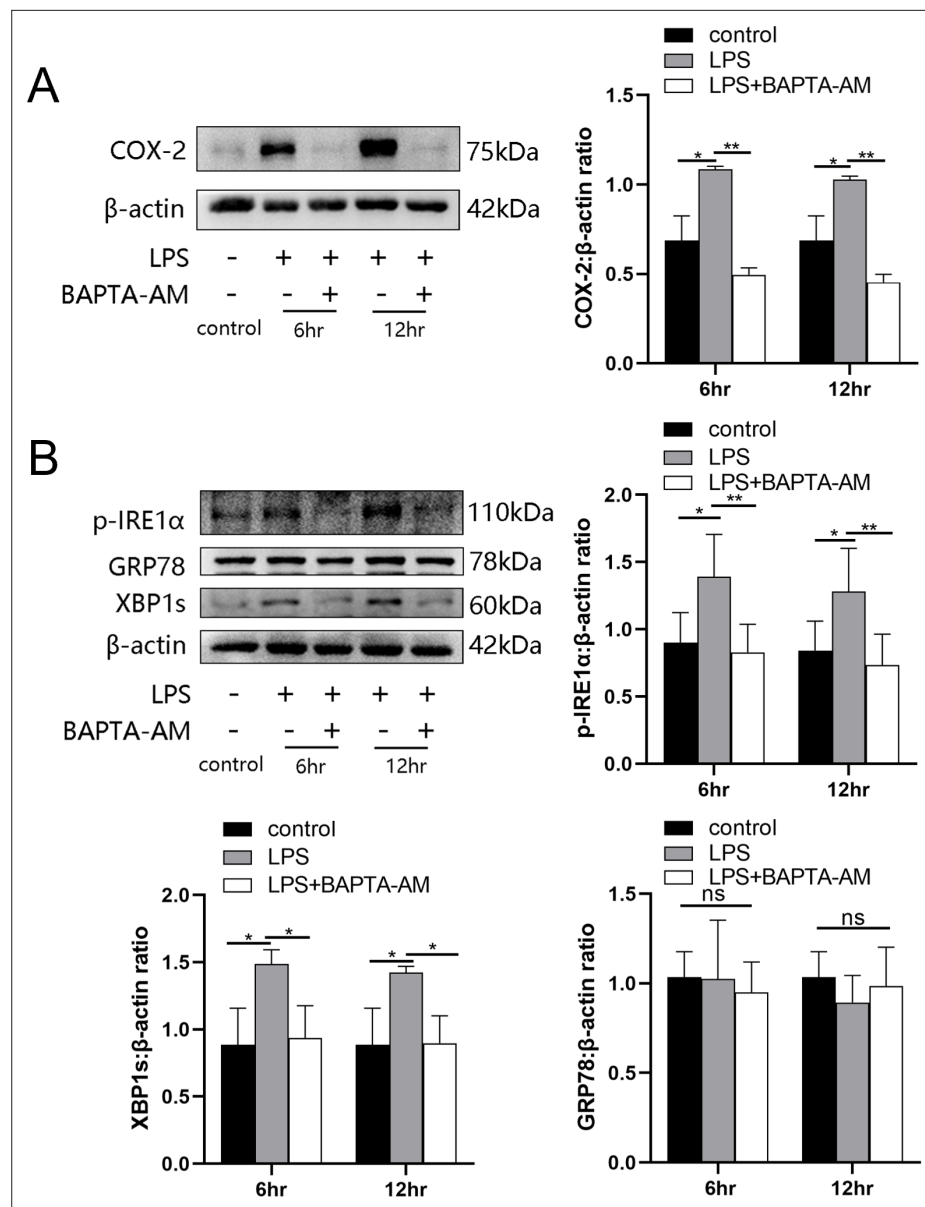 A
COX-2 75kDa
β-actin 42kDa
LPS - + + + +
BAPTA-AM - - + - +
control 6hr 12hr
control
LPS
LPS+BAPTA-AM
COX-2:β-actin ratio
1.5
1.0
0.5
0.0
* ** * **
6hr 12hr
B
p-IRE1α 110kDa
GRP78 78kDa
XBP1s 60kDa
β-actin 42kDa
LPS - + + + +
BAPTA-AM - - + - +
control 6hr 12hr
control
LPS
LPS+BAPTA-AM
p-IRE1α:β-actin ratio
2.0
1.5
1.0
0.5
0.0
* ** * **
6hr 12hr
control
LPS
LPS+BAPTA-AM
XBP1s:β-actin ratio
2.0
1.5
1.0
0.5
0.0
* * * *
6hr 12hr
control
LPS
LPS+BAPTA-AM
GRP78:β-actin ratio
1.5
1.0
0.5
0.0
ns ns
6hr 12hr